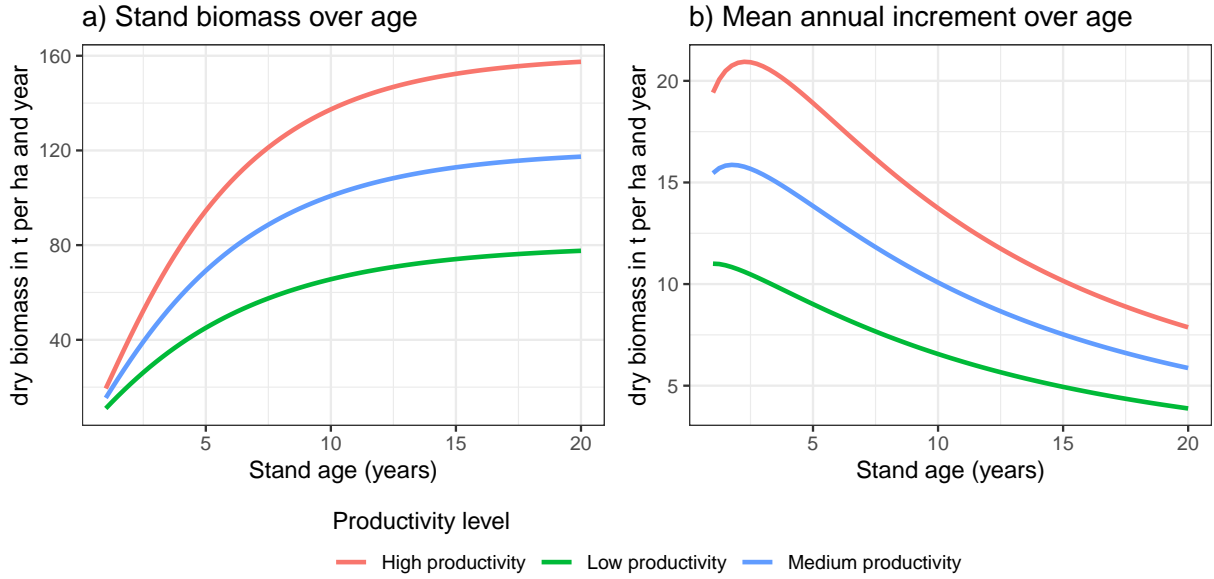 a) Stand biomass over age
dry biomass in t per ha and year
160
120
80
40
5
10
15
20
Stand age (years)
b) Mean annual increment over age
dry biomass in t per ha and year
20
15
10
5
5
10
15
20
Stand age (years)
Productivity level
High productivity
Low productivity
Medium productivity